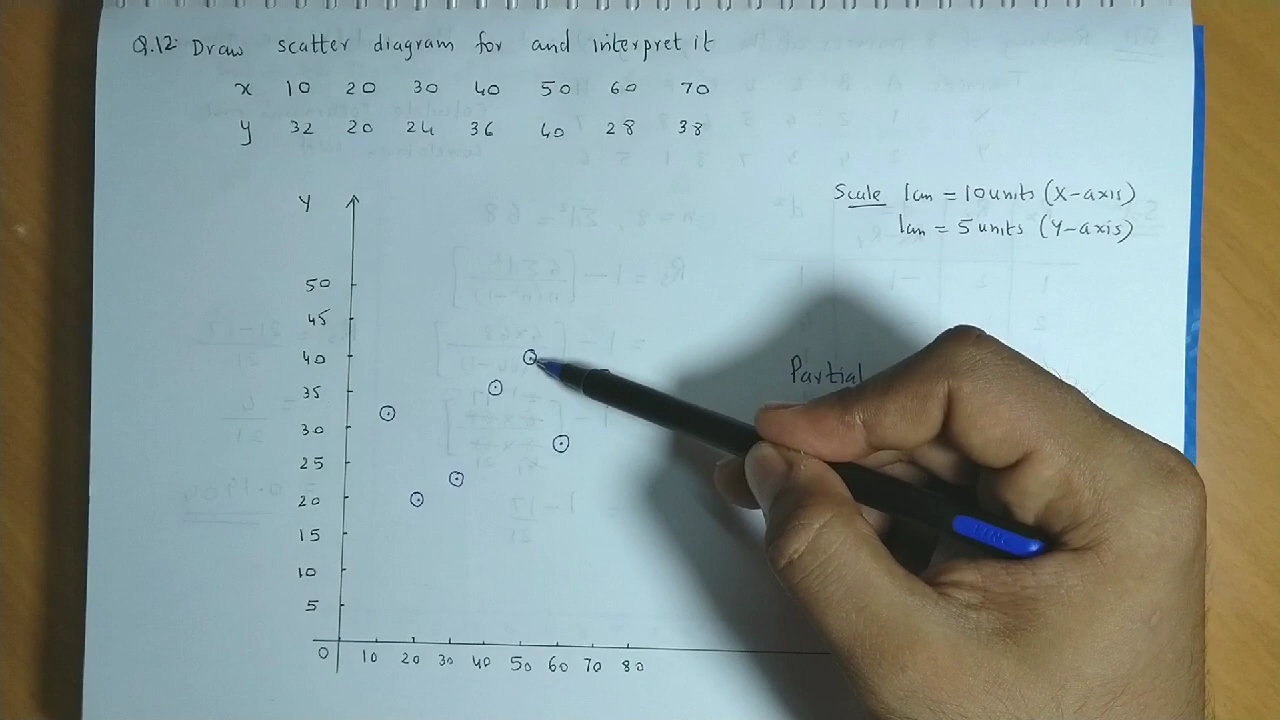 Q.12: Draw scatter diagram for and interpret it
x 10 20 30 40 50 60 70
y 32 20 24 36 40 28 38
Scale 1cm = 10 units (X-axis)
1cm = 5 units (Y-axis)
Y
50
45
40
Partial
35
30
25
20
15
10
5
0 10 20 30 40 50 60 70 80